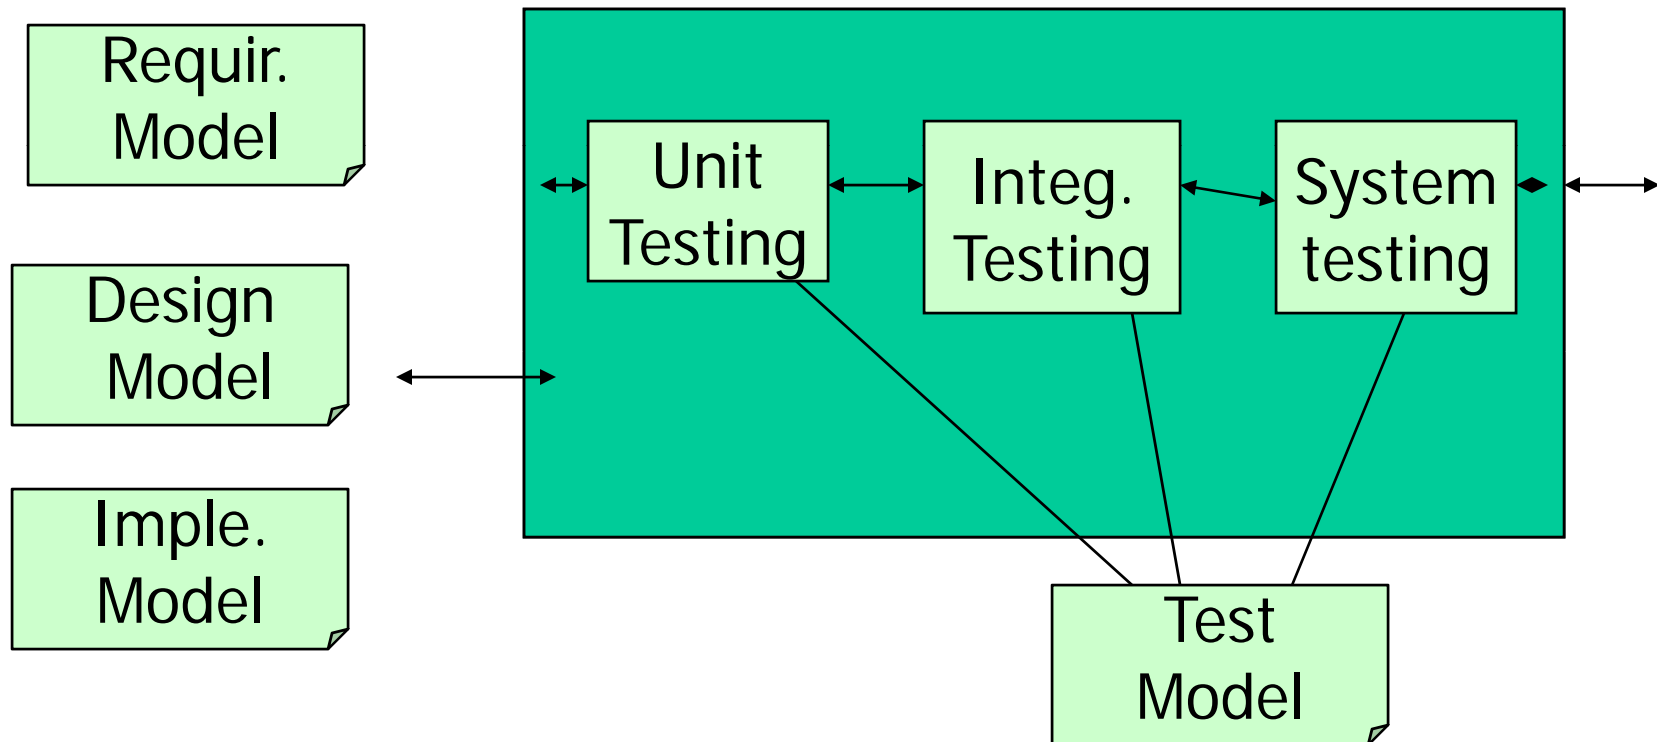 Requir.
Model
Design
Model
Imple.
Model
Unit
Testing
Integ.
Testing
System
testing
Test
Model